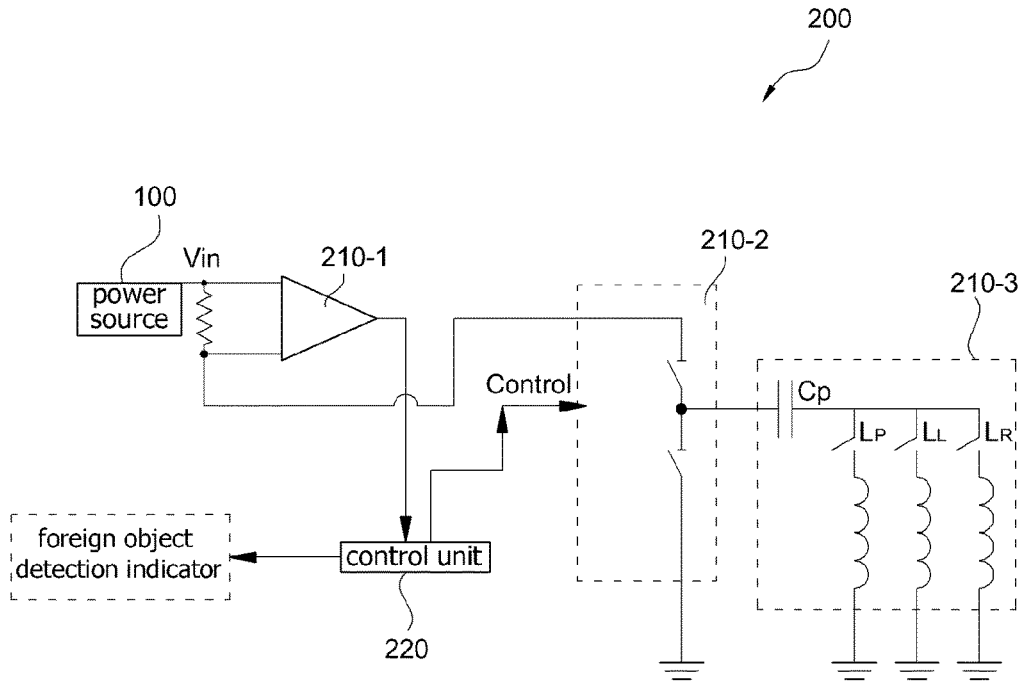 200
100
Vin
210-1
210-2
210-3
power
source
Control
Cp
LP
LL
LR
foreign object
detection indicator
control unit
220